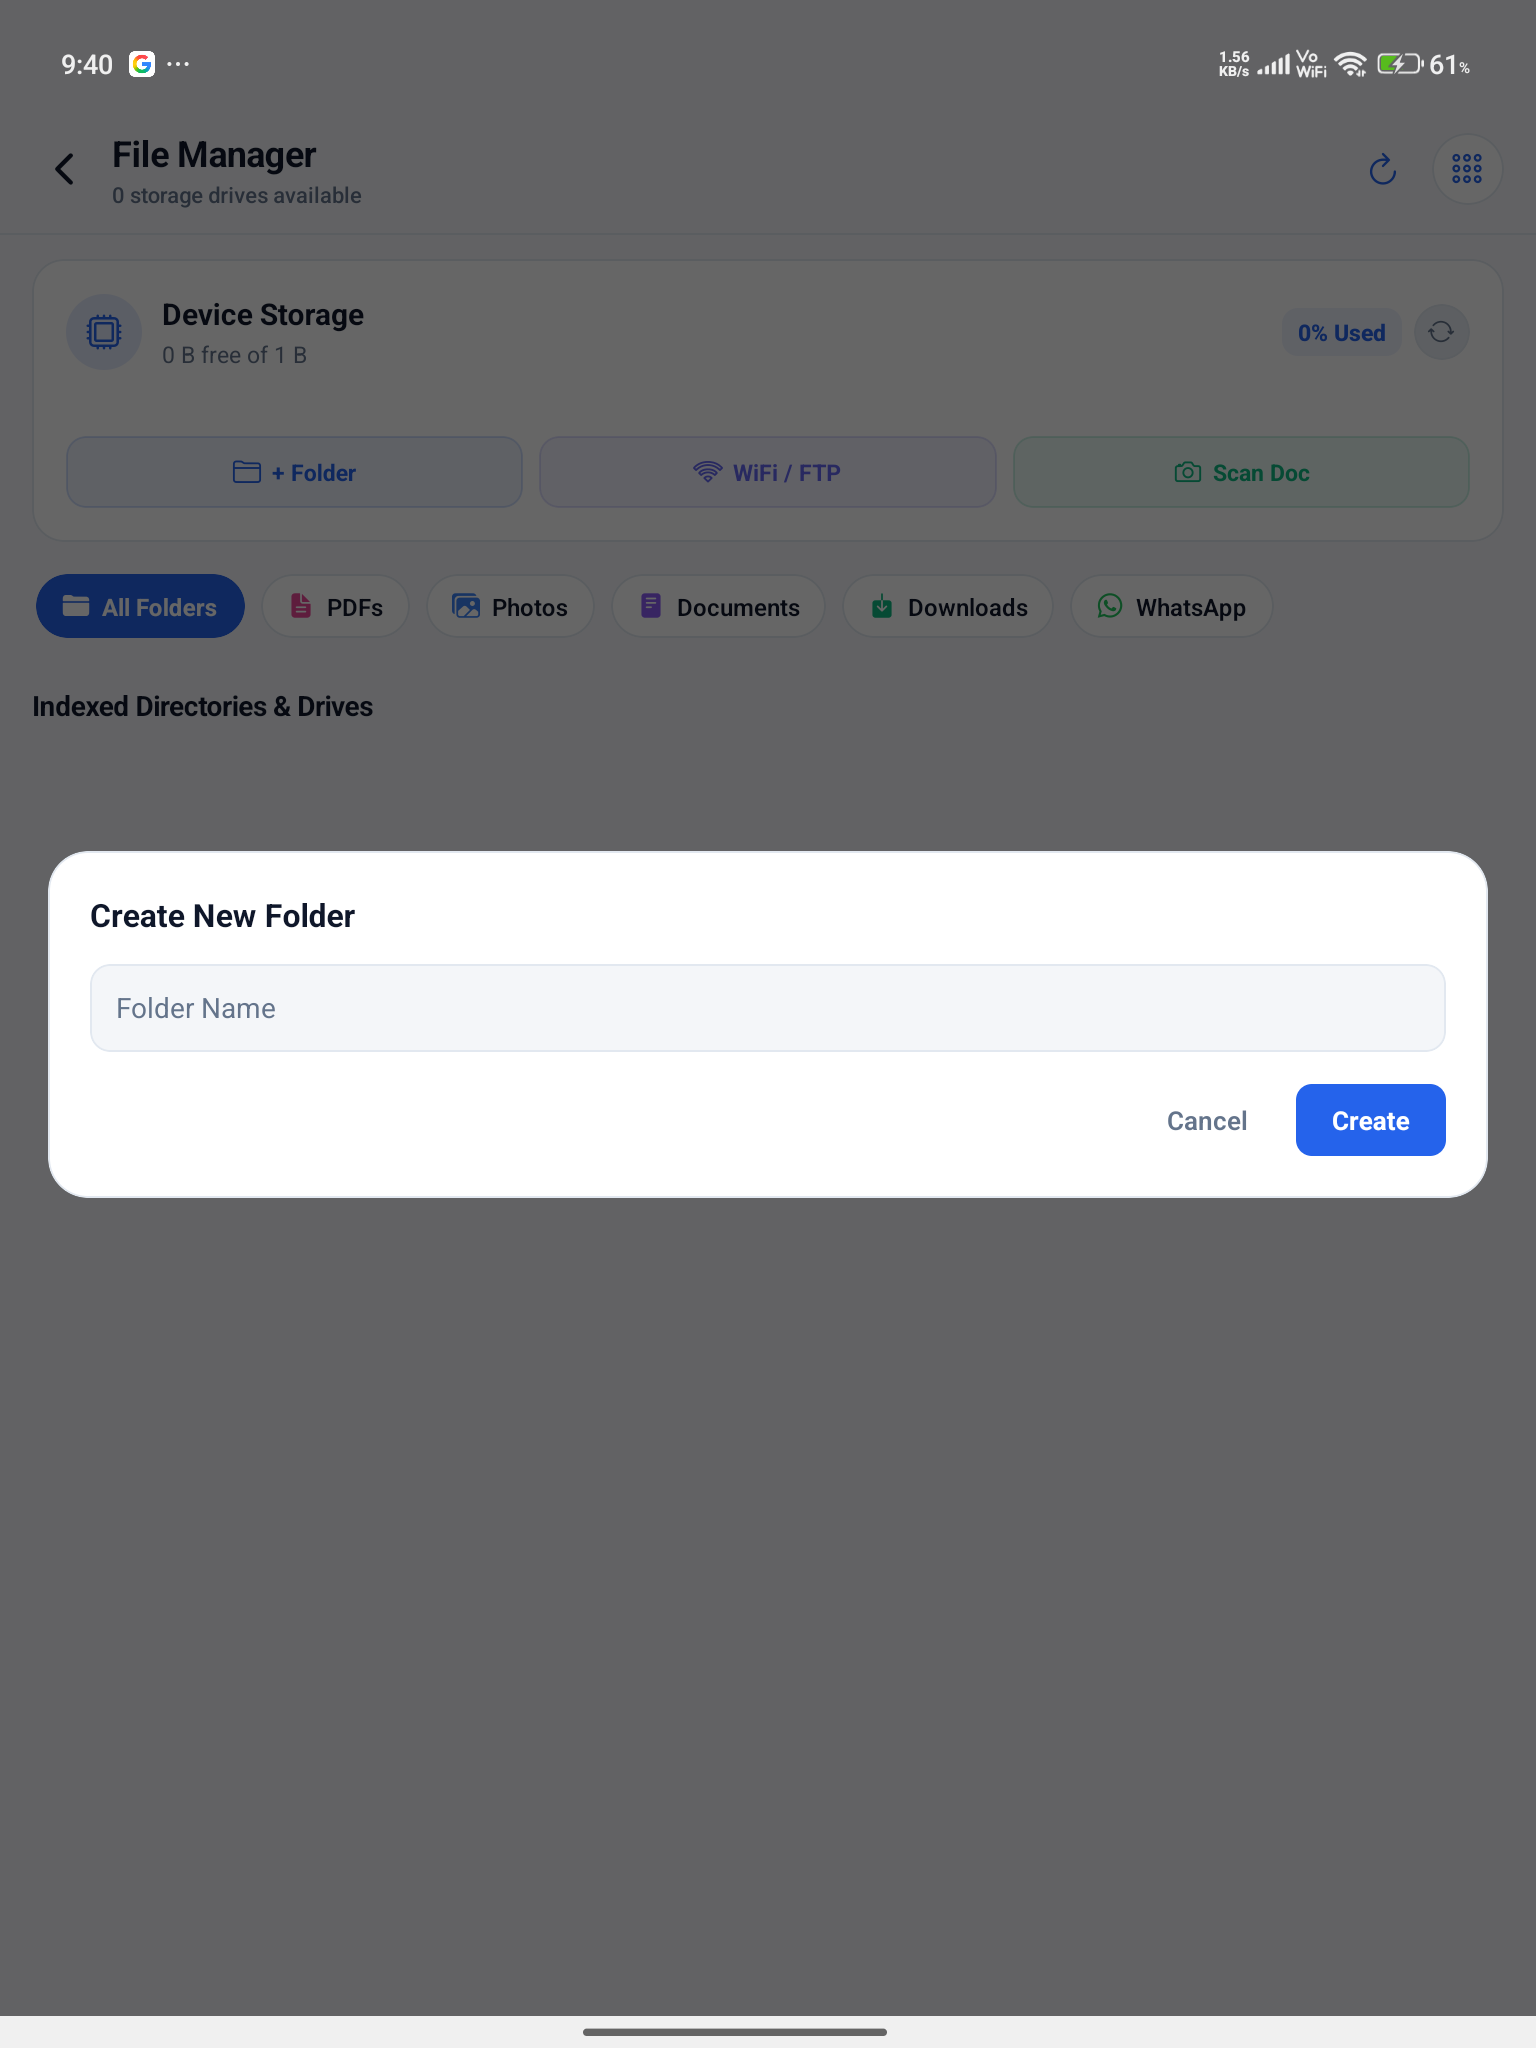 9:40
1.56 KB/s
Vo WiFi
61%
File Manager
0 storage drives available
Device Storage
0 B free of 1 B
0% Used
+ Folder
WiFi / FTP
Scan Doc
All Folders
PDFs
Photos
Documents
Downloads
WhatsApp
Indexed Directories & Drives
Create New Folder
Folder Name
Cancel
Create